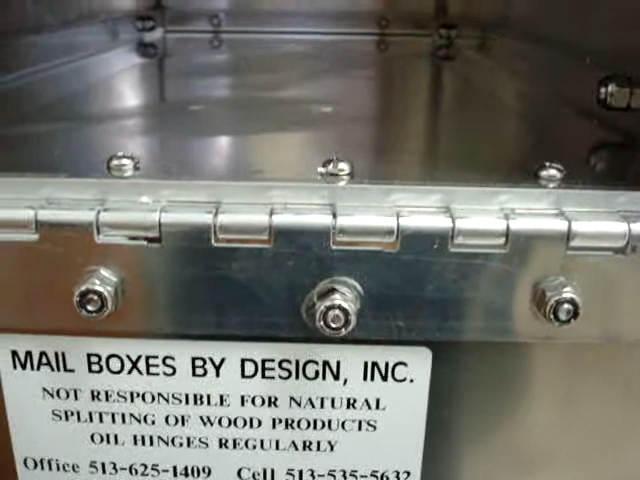 MAIL BOXES BY DESIGN, INC.
NOT RESPONSIBLE FOR NATURAL
SPLITTING OF WOOD PRODUCTS
OIL HINGES REGULARLY
Office 513-625-1409 Cell 513-535-5632